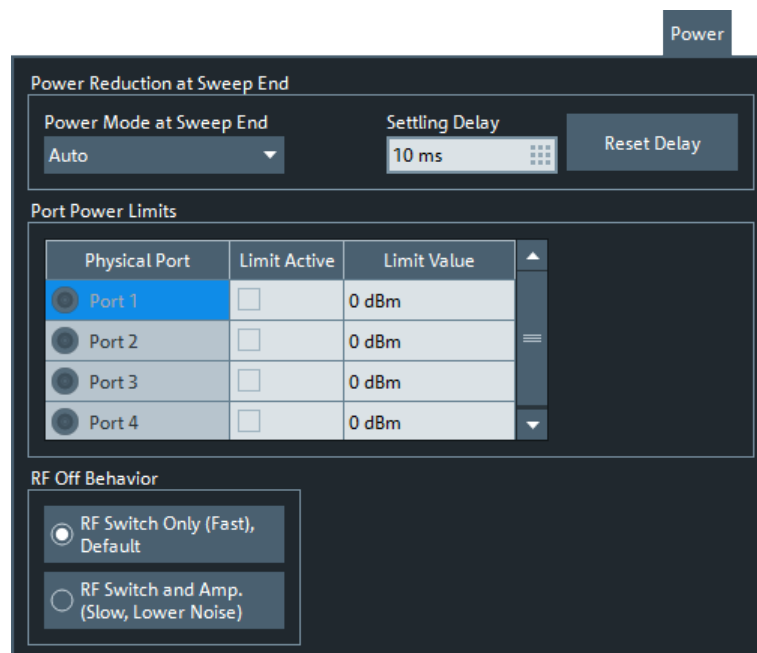 Power
Power Reduction at Sweep End
Power Mode at Sweep End
Settling Delay
Auto
10 ms
Reset Delay
Port Power Limits
Physical Port Limit Active Limit Value
Port 1 0 dBm
Port 2 0 dBm
Port 3 0 dBm
Port 4 0 dBm
RF Off Behavior
RF Switch Only (Fast),
Default
RF Switch and Amp.
(Slow, Lower Noise)